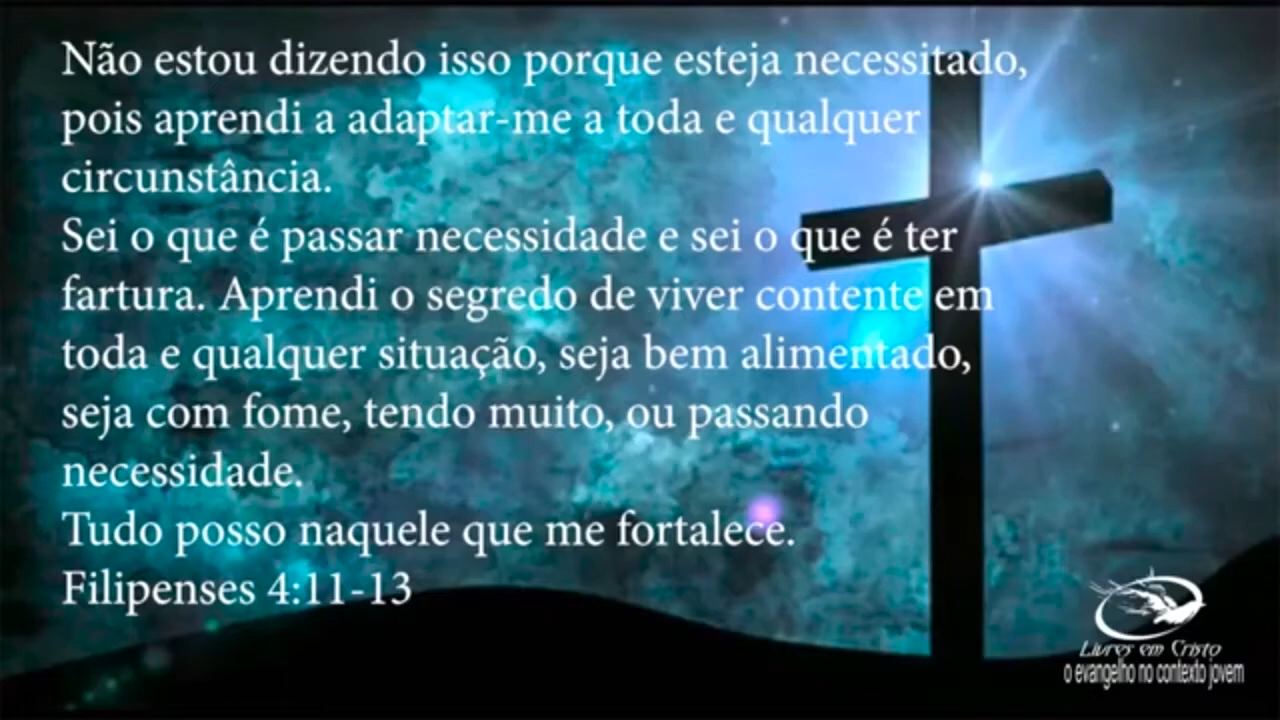 Não estou dizendo isso porque esteja necessitado,
pois aprendi a adaptar-me a toda e qualquer
circunstância.
Sei o que é passar necessidade e sei o que é ter
fartura. Aprendi o segredo de viver contente em
toda e qualquer situação, seja bem alimentado,
seja com fome, tendo muito, ou passando
necessidade.
Tudo posso naquele que me fortalece.
Filipenses 4:11-13
Livres em Cristo
o evangelho no contexto jovem